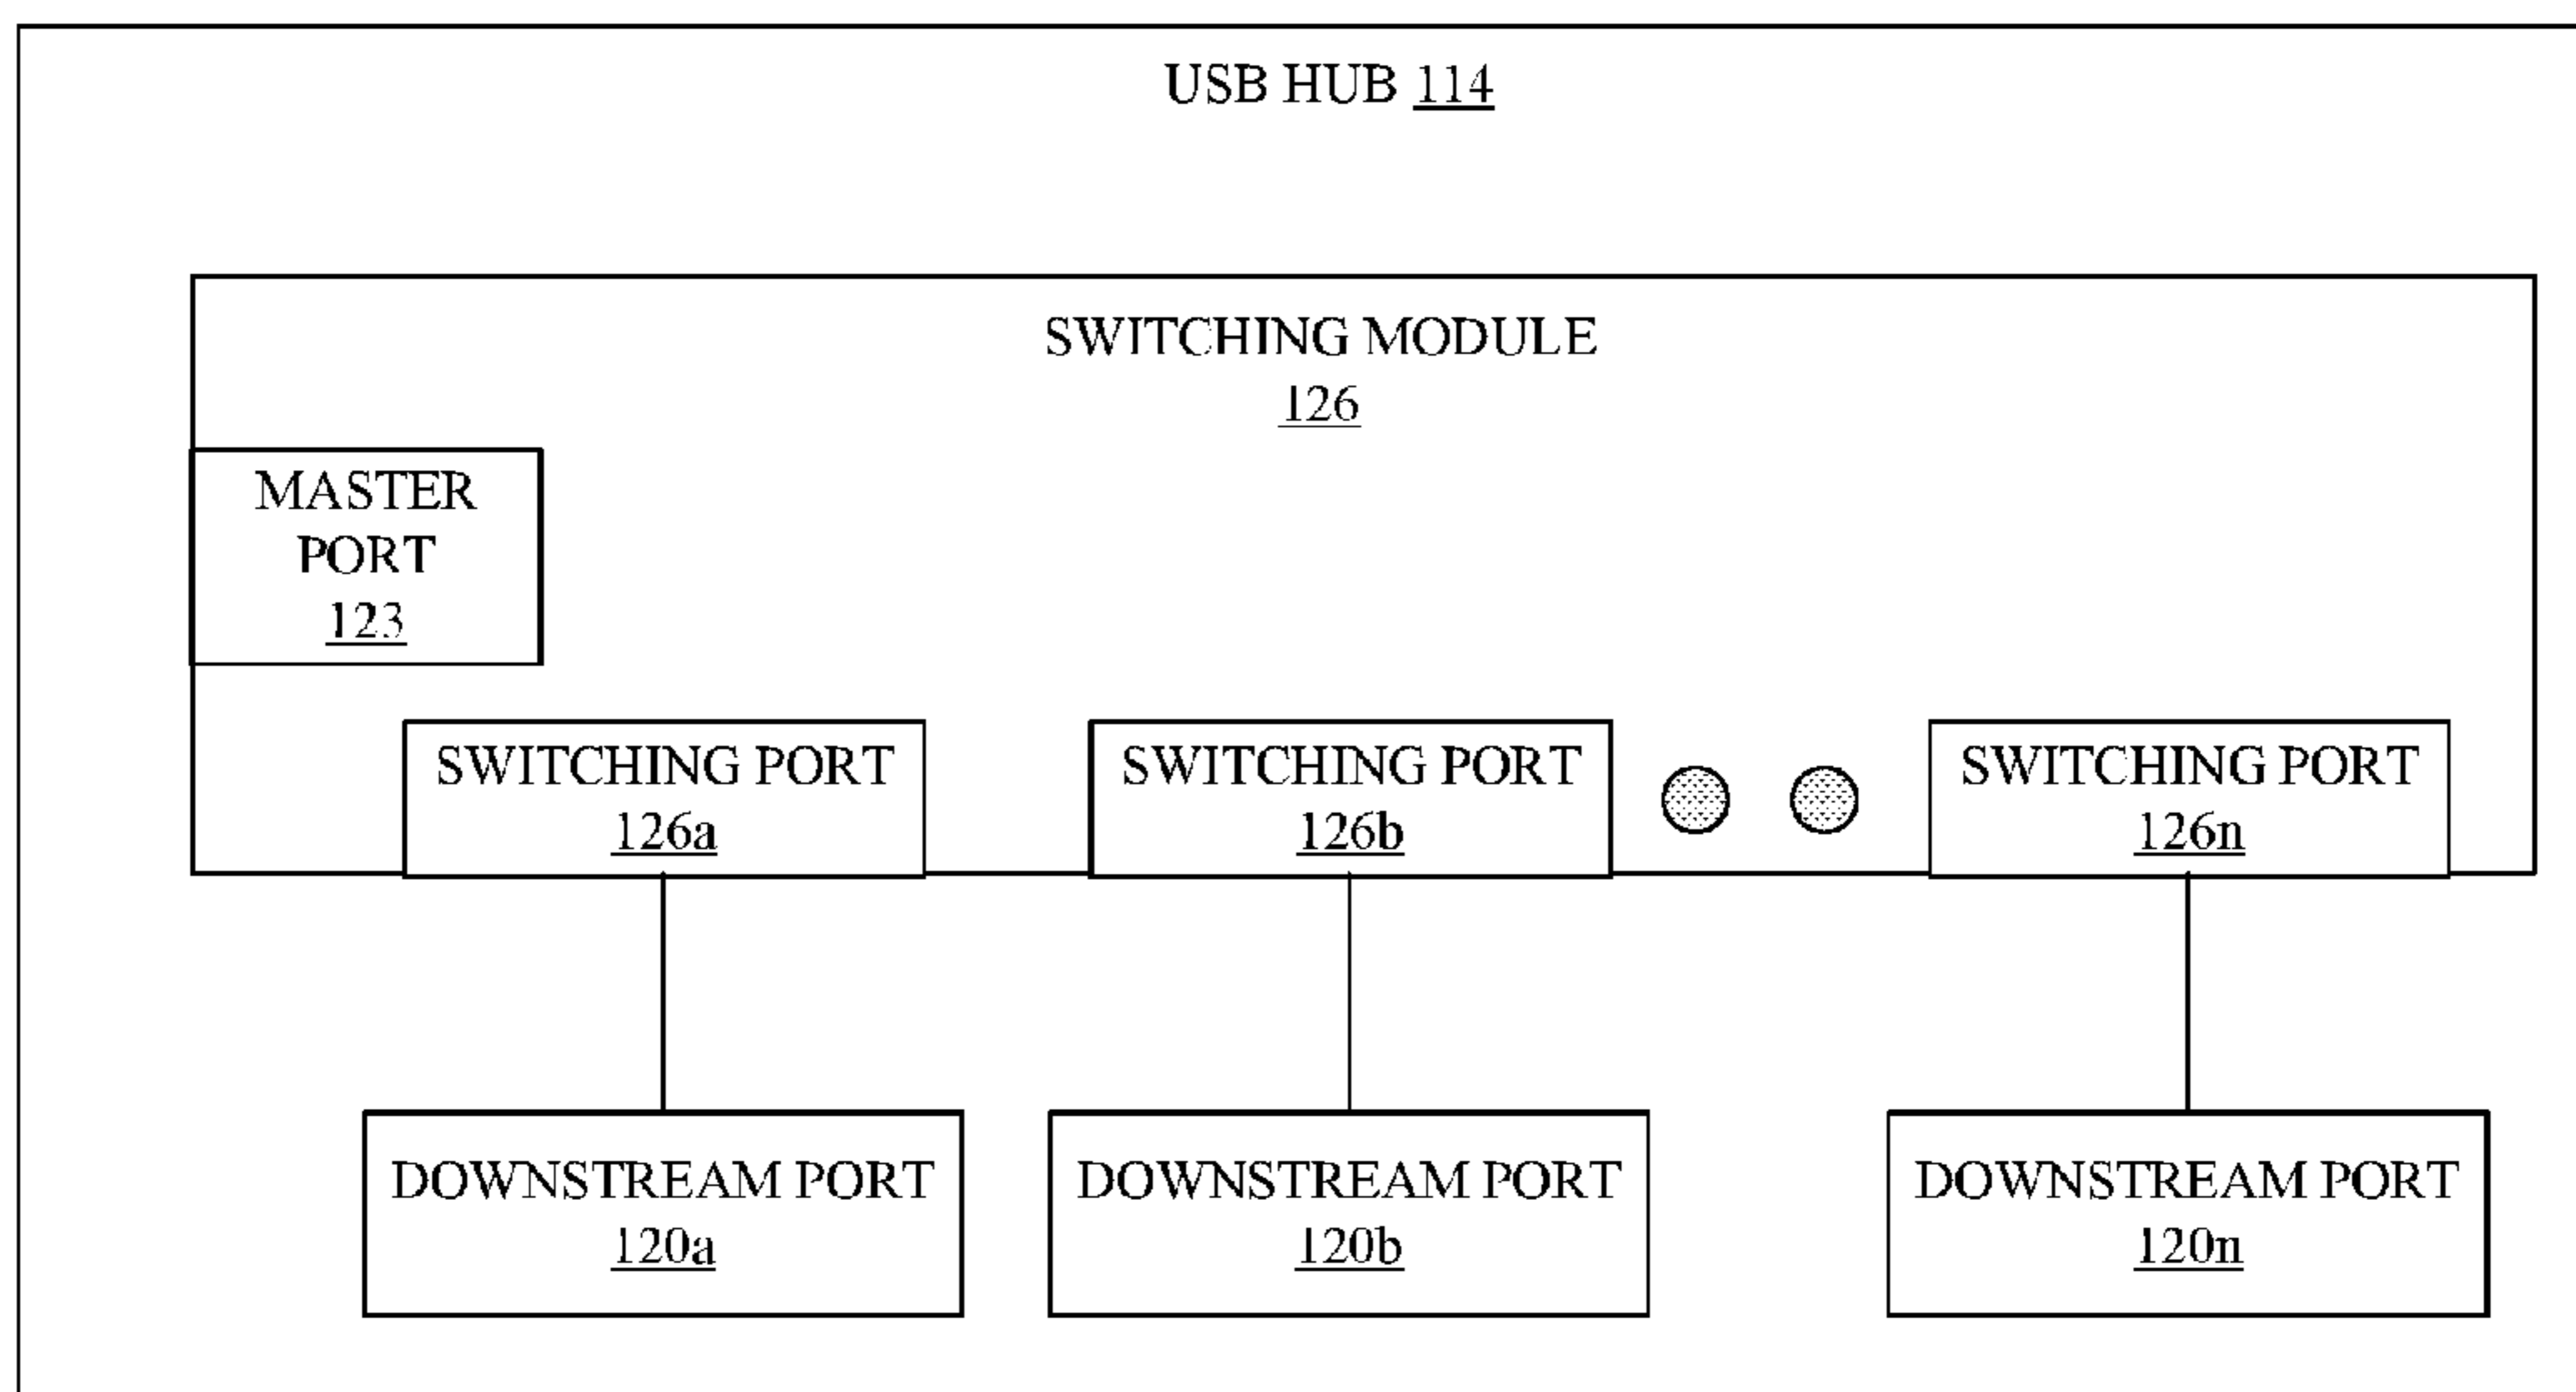 USB HUB 114
SWITCHING MODULE
126
MASTER
PORT
123
SWITCHING PORT
126a
SWITCHING PORT
126b
SWITCHING PORT
126n
DOWNSTREAM PORT
120a
DOWNSTREAM PORT
120b
DOWNSTREAM PORT
120n